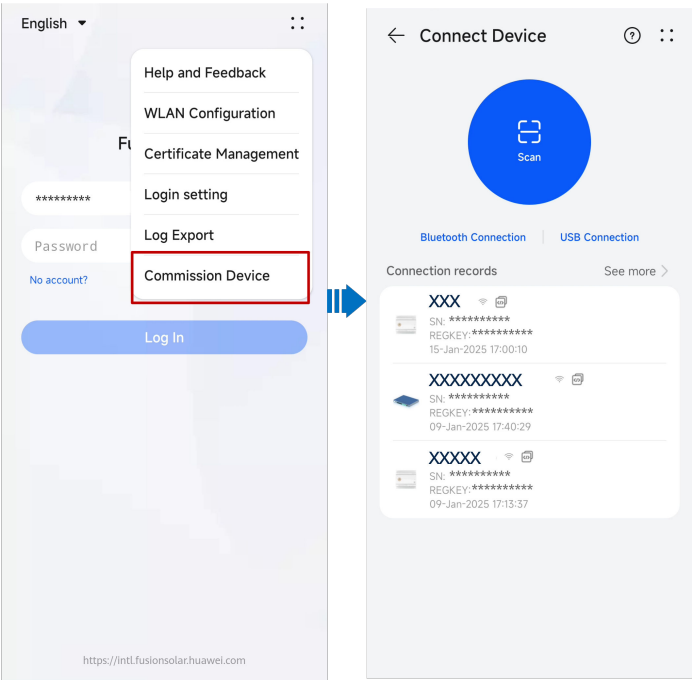 English
Help and Feedback
WLAN Configuration
Certificate Management
Login setting
Log Export
Commission Device
*********
Password
No account?
Log In
https://intl.fusionsolar.huawei.com
Connect Device
Scan
Bluetooth Connection
USB Connection
Connection records
See more
XXX
SN: **********
REGKEY:**********
15-Jan-2025 17:00:10
XXXXXXXXX
SN: **********
REGKEY:**********
09-Jan-2025 17:40:29
XXXXX
SN: **********
REGKEY:**********
09-Jan-2025 17:13:37